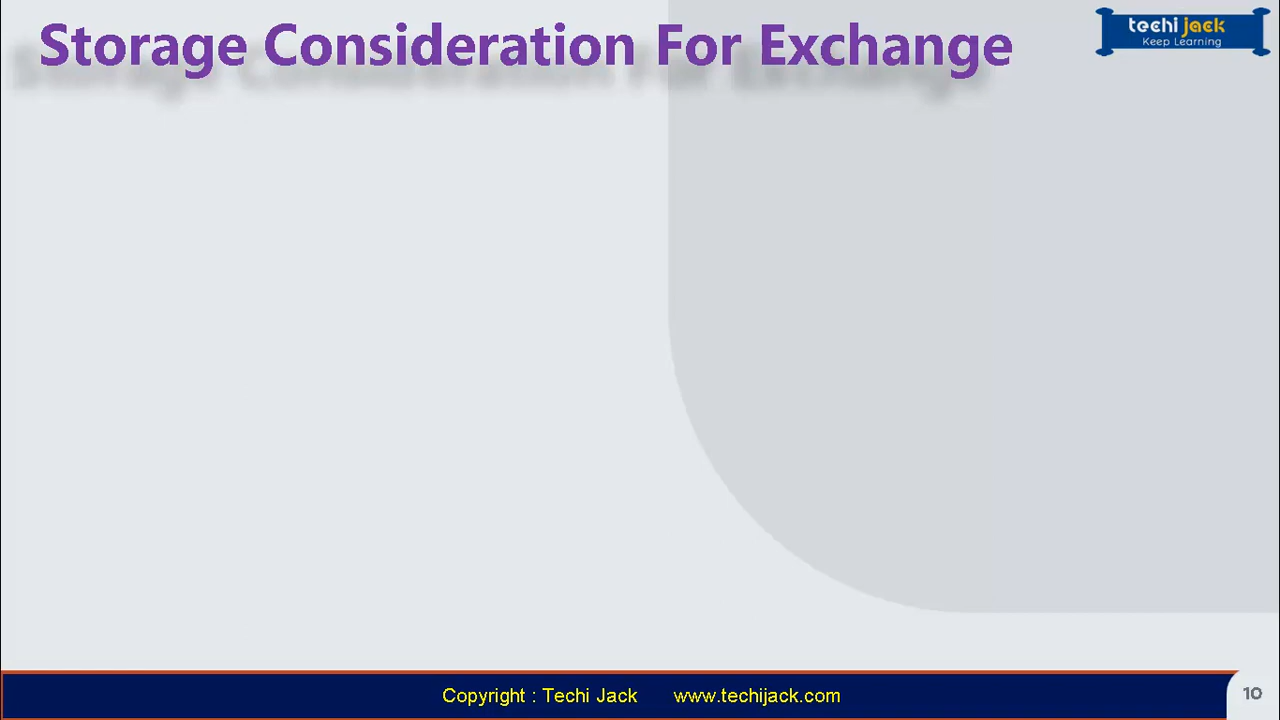 Storage Consideration For Exchange
techi jack
Keep Learning
Copyright : Techi Jack www.techijack.com
10